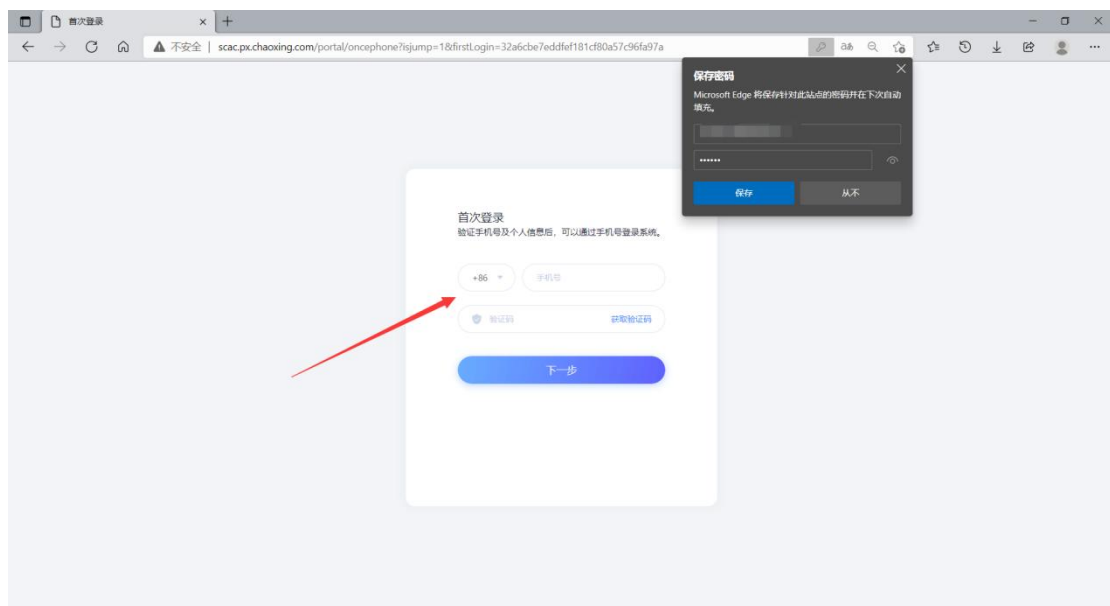 首次登录
不安全 | scac.px.chaoxing.com/portal/oncephone?isjump=1&firstLogin=32a6cbe7eddfef181cf80a57c96fa97a
保存密码
Microsoft Edge 将保存针对此站点的密码并在下次自动
填充。
保存
从不
首次登录
验证手机号及个人信息后，可以通过手机号登录系统。
+86
手机号
验证码
获取验证码
下一步